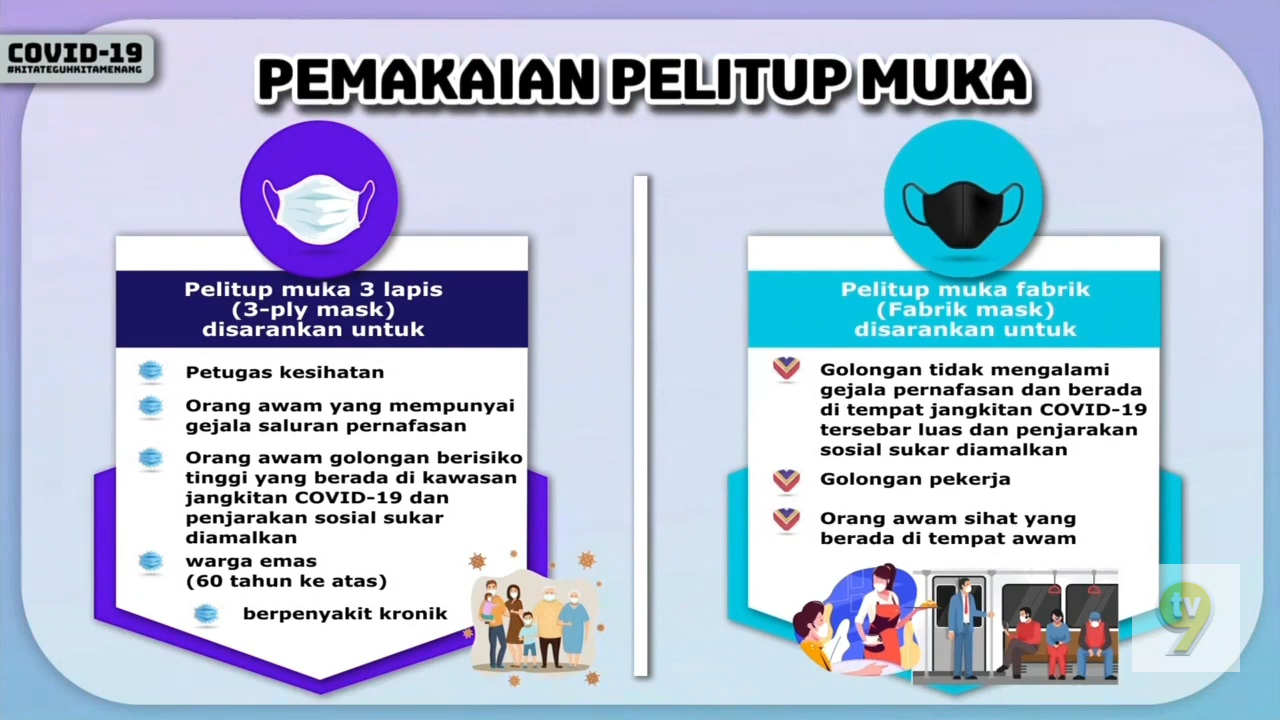 COVID-19
#KITATEGUHKITAMENANG
PEMAKAIAN PELITUP MUKA
Pelitup muka 3 lapis
(3-ply mask)
disarankan untuk
Petugas kesihatan
Orang awam yang mempunyai
gejala saluran pernafasan
Orang awam golongan berisiko
tinggi yang berada di kawasan
jangkitan COVID-19 dan
penjarakan sosial sukar
diamalkan
warga emas
(60 tahun ke atas)
berpenyakit kronik
Pelitup muka fabrik
(Fabrik mask)
disarankan untuk
Golongan tidak mengalami
gejala pernafasan dan berada
di tempat jangkitan COVID-19
tersebar luas dan penjarakan
sosial sukar diamalkan
Golongan pekerja
Orang awam sihat yang
berada di tempat awam
tv
9